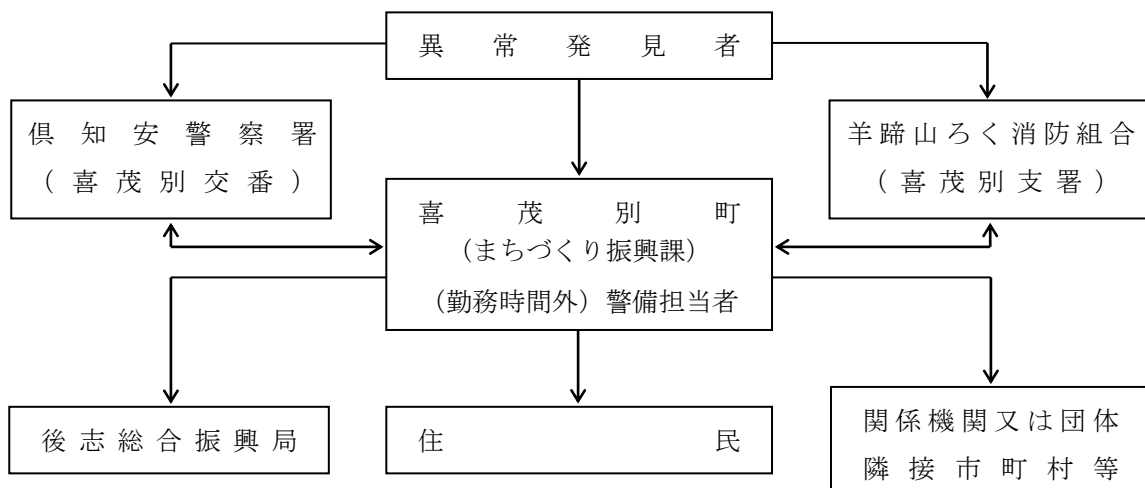 異常発見者
倶知安警察署
（喜茂別交番）
羊蹄山ろく消防組合
（喜茂別支署）
喜茂別町
（まちづくり振興課）
（勤務時間外）警備担当者
後志総合振興局
住民
関係機関又は団体
隣接市町村等